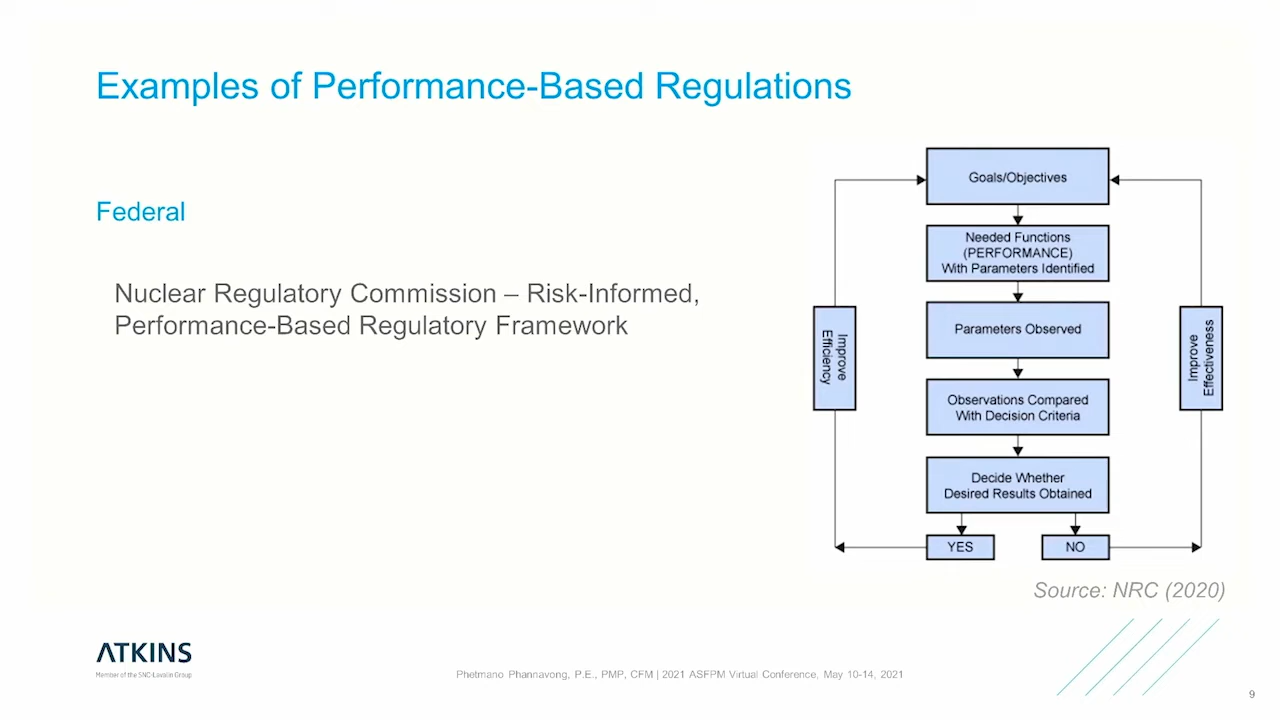 Examples of Performance-Based Regulations
Federal
Nuclear Regulatory Commission – Risk-Informed,
Performance-Based Regulatory Framework
Goals/Objectives
Needed Functions
(PERFORMANCE)
With Parameters Identified
Parameters Observed
Observations Compared
With Decision Criteria
Decide Whether
Desired Results Obtained
YES
NO
Improve
Efficiency
Improve
Effectiveness
Source: NRC (2020)
ATKINS
Member of the SNC-Lavalin Group
Phetmano Phannavong, P.E., PMP, CFM | 2021 ASFPM Virtual Conference, May 10-14, 2021
9